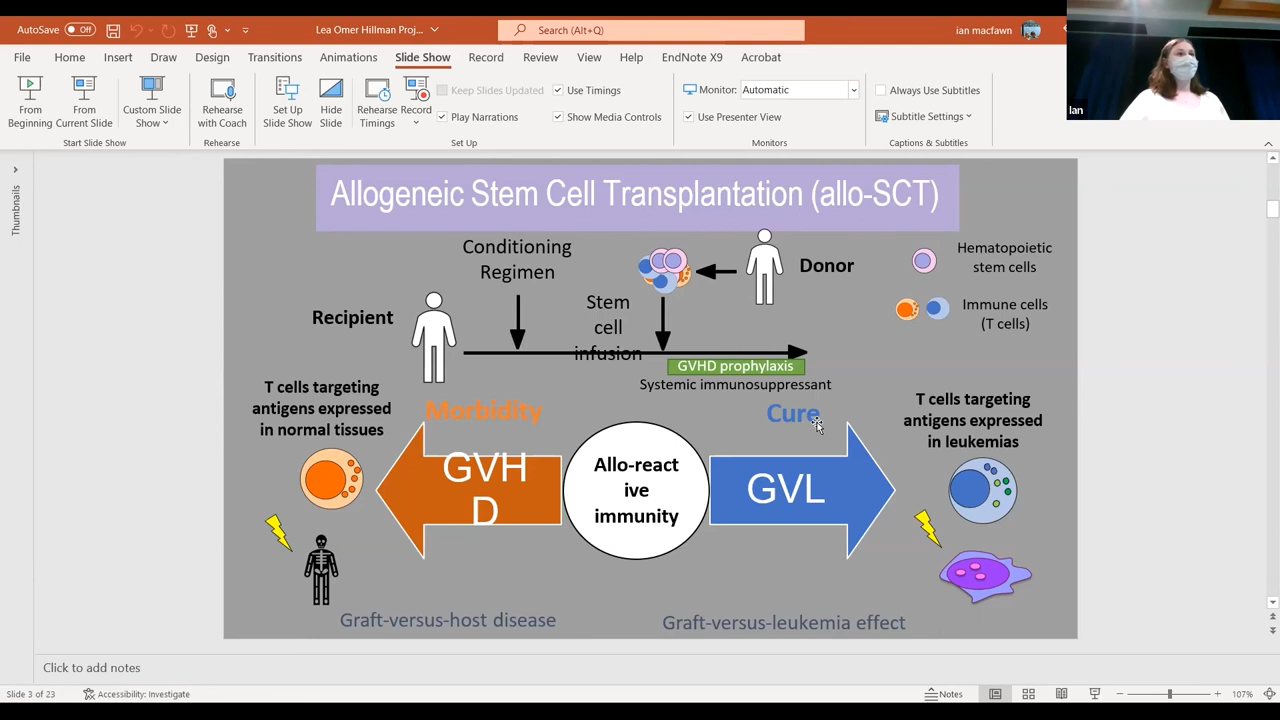 AutoSave Off
Lea Omer Hillman Proj...
Search (Alt+Q)
ian macfawn
File Home Insert Draw Design Transitions Animations Slide Show Record Review View Help EndNote X9 Acrobat
From Beginning
From Current Slide
Custom Slide Show
Start Slide Show
Rehearse with Coach
Rehearse
Set Up Slide Show
Hide Slide
Rehearse Timings
Record
Keep Slides Updated
Play Narrations
Use Timings
Show Media Controls
Set Up
Monitor: Automatic
Use Presenter View
Monitors
Always Use Subtitles
Subtitle Settings
Captions & Subtitles
Ian
Thumbnails
Allogeneic Stem Cell Transplantation (allo-SCT)
Conditioning
Regimen
Donor
Hematopoietic
stem cells
Immune cells
(T cells)
Recipient
Stem
cell
infusion
GVHD prophylaxis
Systemic immunosuppressant
T cells targeting
antigens expressed
in normal tissues
Morbidity
Cure
T cells targeting
antigens expressed
in leukemias
GVH
D
Allo-react
ive
immunity
GVL
Graft-versus-host disease
Graft-versus-leukemia effect
Click to add notes
Slide 3 of 23
Accessibility: Investigate
Notes
107%